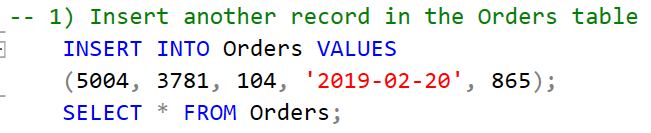 -- 1) Insert another record in the Orders table
INSERT INTO Orders VALUES
(5004, 3781, 104, '2019-02-20', 865);
SELECT * FROM Orders;